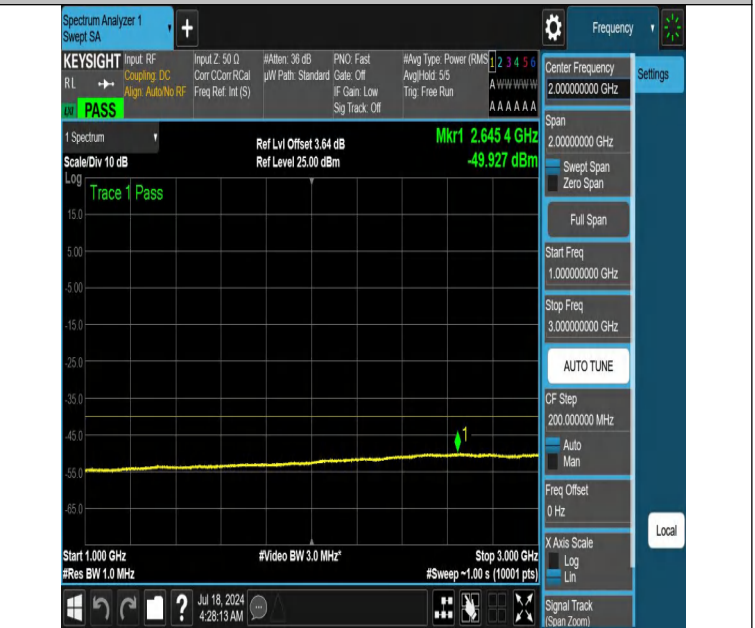 Spectrum Analyzer 1
Swept SA
+
Frequency
KEYSIGHT
RL
PASS
Input: RF
Coupling: DC
Align: Auto/No RF
Input Z: 50 Ω
Corr CCorr RCal
Freq Ref: Int (S)
#Atten: 36 dB
µW Path: Standard
PNO: Fast
Gate: Off
IF Gain: Low
Sig Track: Off
#Avg Type: Power (RMS
Avg|Hold: 5/5
Trig: Free Run
1 2 3 4 5 6
A W W W W W
A A A A A A
Center Frequency
2.000000000 GHz
Settings
Span
2.00000000 GHz
Swept Span
Zero Span
Full Span
Start Freq
1.000000000 GHz
Stop Freq
3.000000000 GHz
AUTO TUNE
CF Step
200.000000 MHz
Auto
Man
Freq Offset
0 Hz
X Axis Scale
Log
Lin
Signal Track
(Span Zoom)
Local
1 Spectrum
Scale/Div 10 dB
Ref Lvl Offset 3.64 dB
Ref Level 25.00 dBm
Mkr1 2.645 4 GHz
-49.927 dBm
Log
Trace 1 Pass
15.0
5.00
-5.00
-15.0
-25.0
-35.0
-45.0
-55.0
-65.0
1
Start 1.000 GHz
#Res BW 1.0 MHz
#Video BW 3.0 MHz*
Stop 3.000 GHz
#Sweep ~1.00 s (10001 pts)
?
Jul 18, 2024
4:28:13 AM